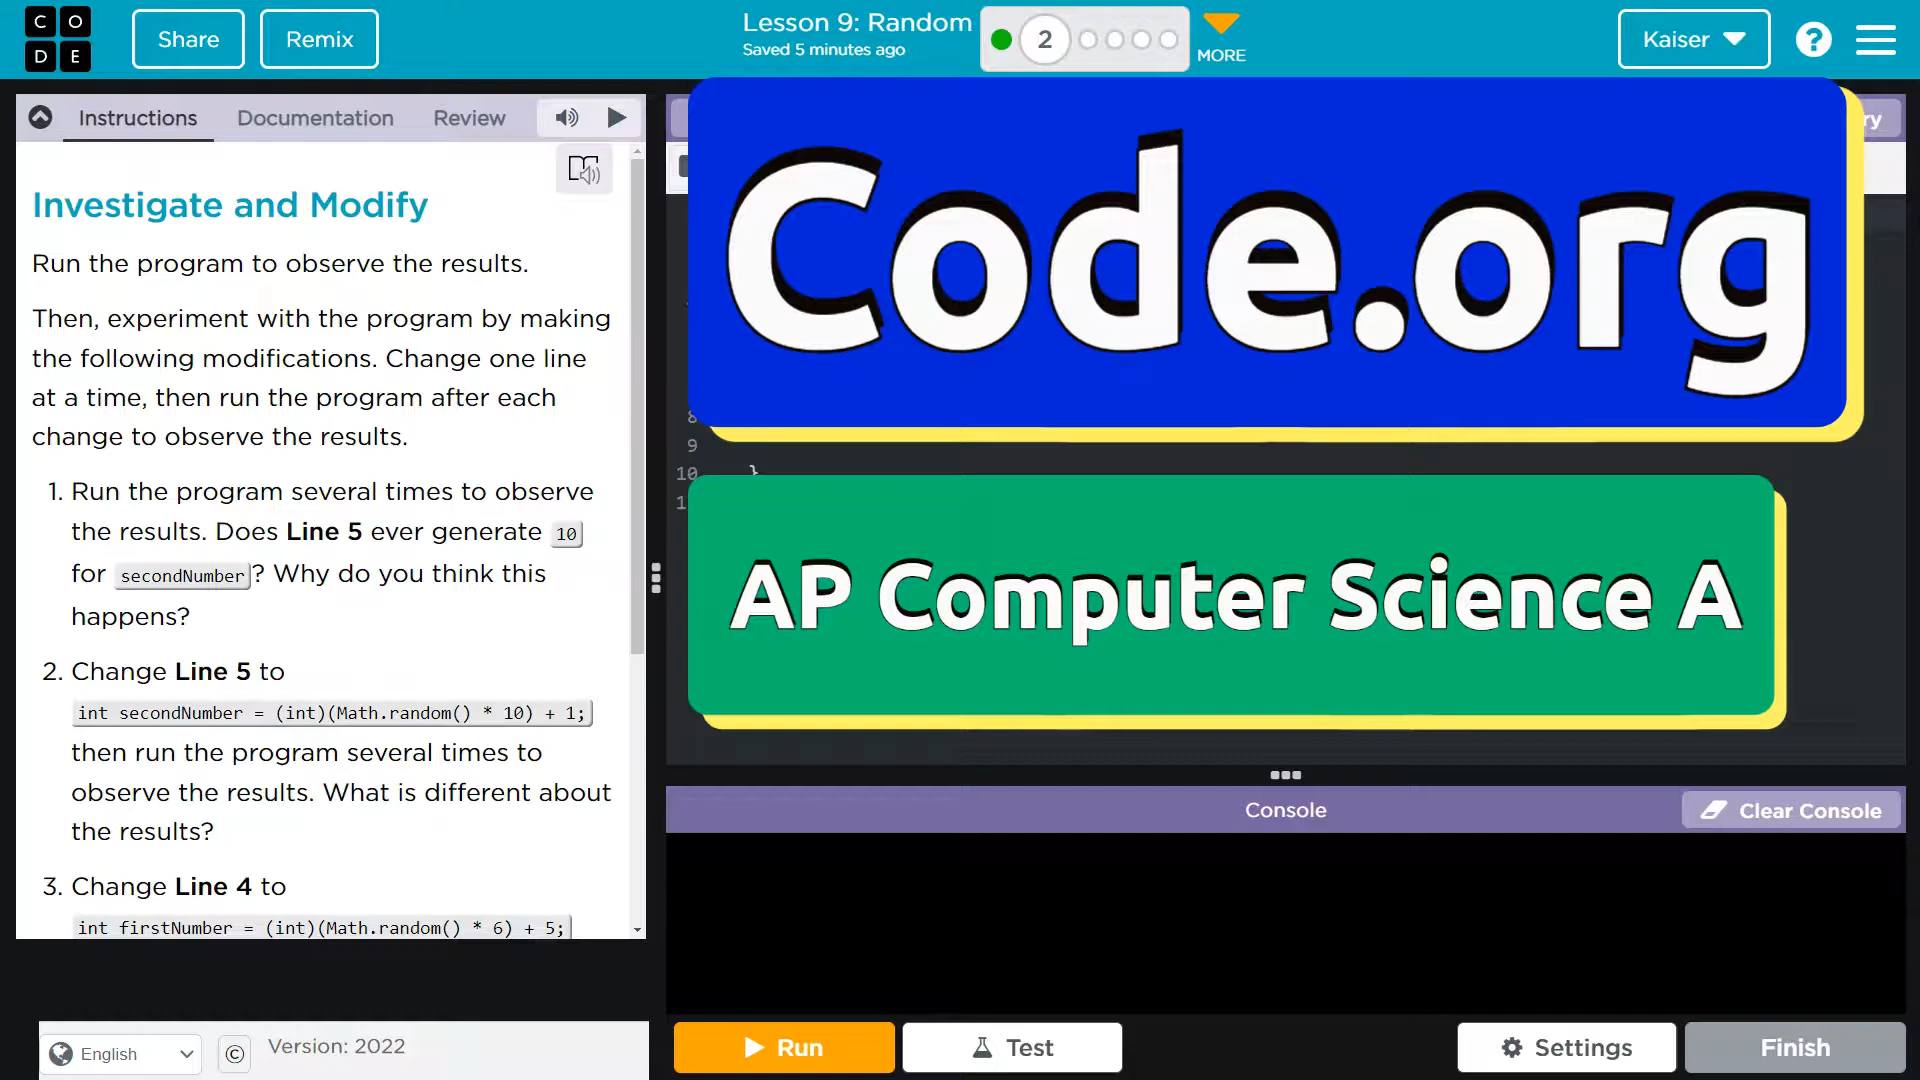 CODE
Share
Remix
Lesson 9: Random
Saved 5 minutes ago
2
MORE
Kaiser
?
Instructions
Documentation
Review
Investigate and Modify
Run the program to observe the results.
Then, experiment with the program by making
the following modifications. Change one line
at a time, then run the program after each
change to observe the results.
1. Run the program several times to observe
the results. Does Line 5 ever generate 10
for secondNumber? Why do you think this
happens?
2. Change Line 5 to
int secondNumber = (int)(Math.random() * 10) + 1;
then run the program several times to
observe the results. What is different about
the results?
3. Change Line 4 to
int firstNumber = (int)(Math.random() * 6) + 5;
English
©
Version: 2022
ry
Code.org
8
9
10 }
1
AP Computer Science A
Console
Clear Console
Run
Test
Settings
Finish